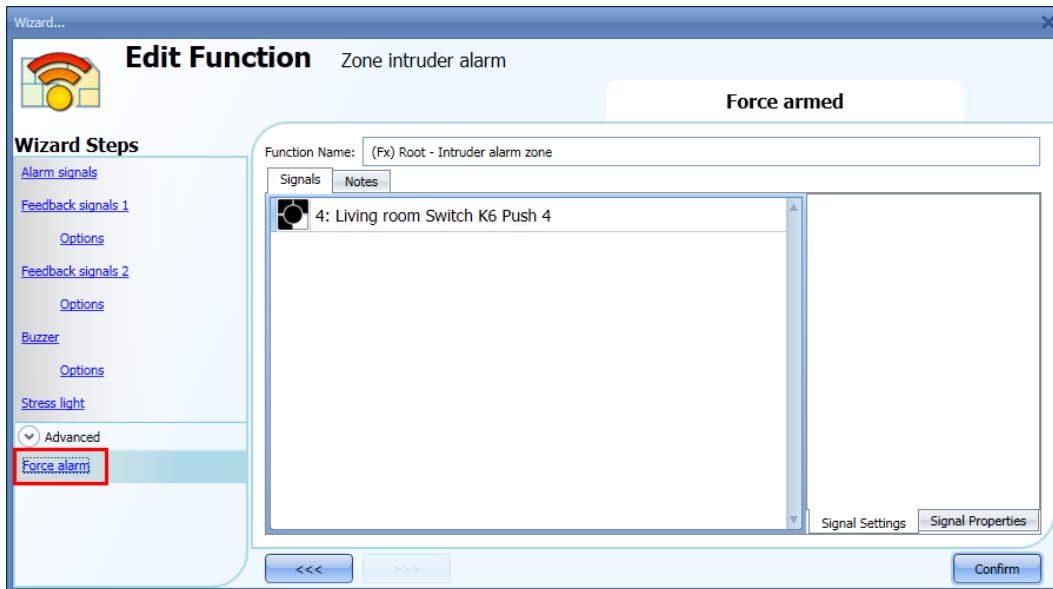 Wizard...
Edit Function Zone intruder alarm
Force armed
Wizard Steps
Alarm signals
Feedback signals 1
Options
Feedback signals 2
Options
Buzzer
Options
Stress light
Advanced
Force alarm
Function Name: (Fx) Root - Intruder alarm zone
Signals Notes
4: Living room Switch K6 Push 4
Signal Settings Signal Properties
<<< >>> Confirm